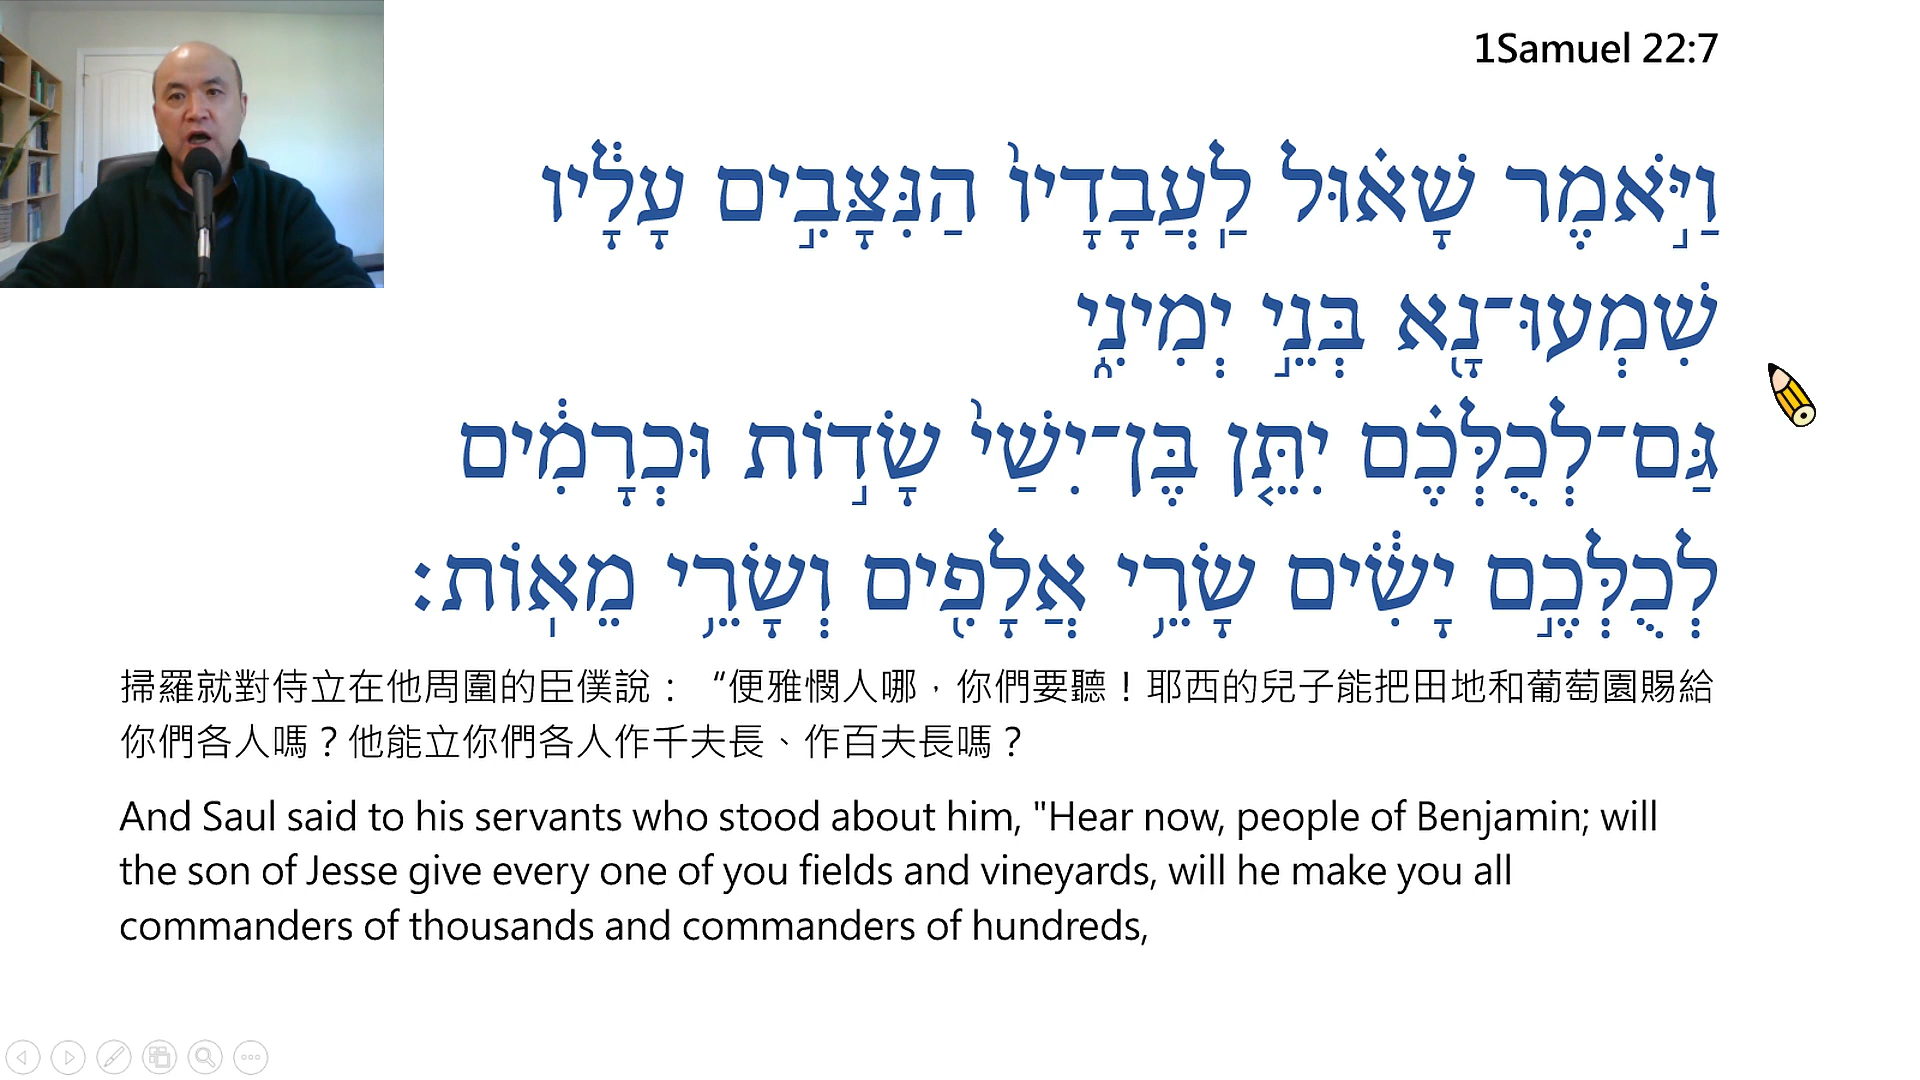 1Samuel 22:7
וַיֹּ֣אמֶר שָׁא֗וּל לַֽעֲבָדָיו֙ הַנִּצָּבִ֣ים עָלָ֔יו
שִׁמְעוּ־נָ֖א בְּנֵ֣י יְמִינִ֑י
גַּם־לְכֻלְּכֶ֗ם יִתֵּ֤ן בֶּן־יִשַׁי֙ שָׂד֣וֹת וּכְרָמִ֔ים
לְכֻלְּכֶ֣ם יָשִׂ֔ים שָׂרֵ֥י אֲלָפִ֖ים וְשָׂרֵ֥י מֵאֽוֹת׃
掃羅就對侍立在他周圍的臣僕說：“便雅憫人哪，你們要聽！耶西的兒子能把田地和葡萄園賜給
你們各人嗎？他能立你們各人作千夫長、作百夫長嗎？
And Saul said to his servants who stood about him, "Hear now, people of Benjamin; will
the son of Jesse give every one of you fields and vineyards, will he make you all
commanders of thousands and commanders of hundreds,